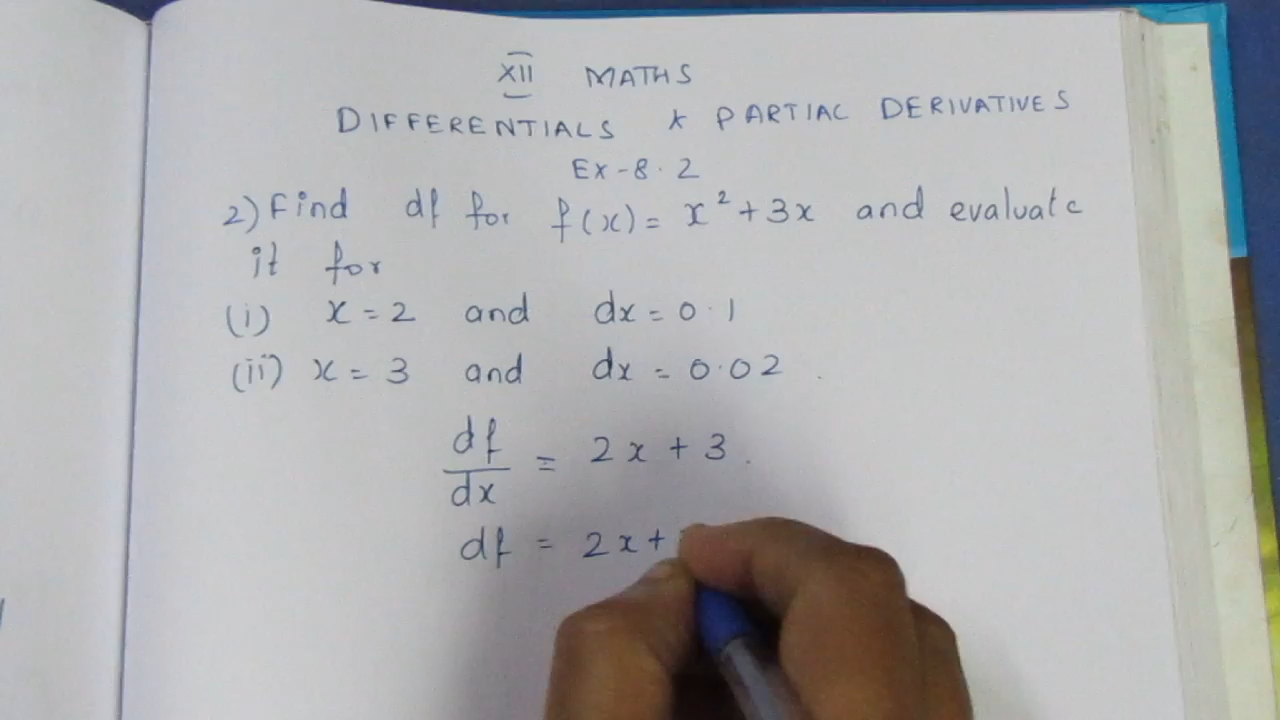 XII MATHS
DIFFERENTIALS & PARTIAL DERIVATIVES
Ex-8.2
2) Find df for f(x) = x² + 3x and evaluate
it for
(i) x = 2 and dx = 0.1
(ii) x = 3 and dx = 0.02.
df/dx = 2x + 3.
df = 2x +